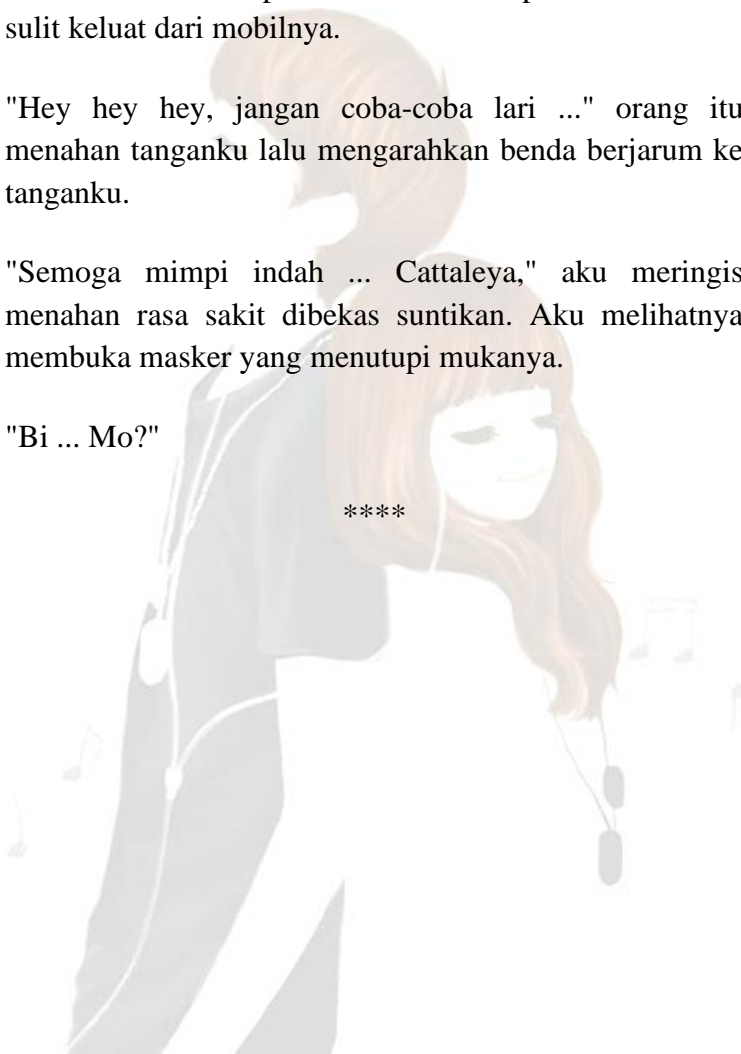 sulit keluat dari mobilnya.
"Hey hey hey, jangan coba-coba lari ..." orang itu
menahan tanganku lalu mengarahkan benda berjarum ke
tanganku.
"Semoga mimpi indah ... Cattaleya," aku meringis
menahan rasa sakit dibekas suntikan. Aku melihatnya
membuka masker yang menutupi mukanya.
"Bi ... Mo?"
****